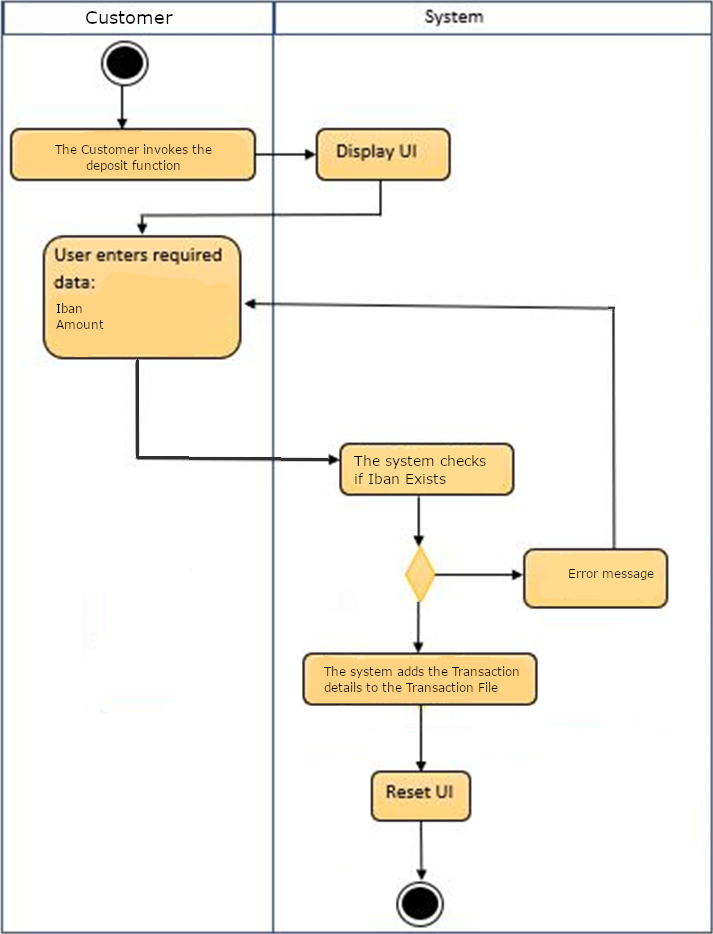 Customer
System
The Customer invokes the
deposit function
Display UI
User enters required
data:
Iban
Amount
The system checks
if Iban Exists
Error message
The system adds the Transaction
details to the Transaction File
Reset UI